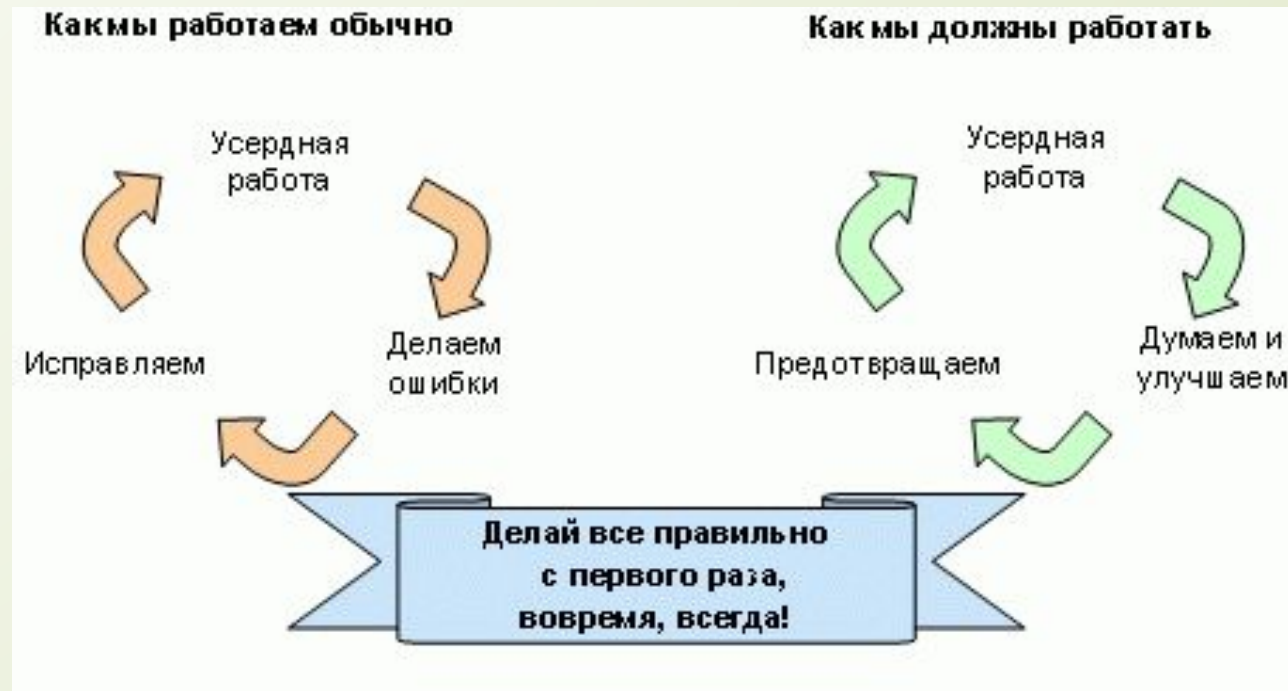 Как мы работаем обычно
Усердная
работа
Делаем
ошибки
Исправляем
Как мы должны работать
Усердная
работа
Думаем и
улучшаем
Предотвращаем
Делай все правильно
с первого раза,
вовремя, всегда!